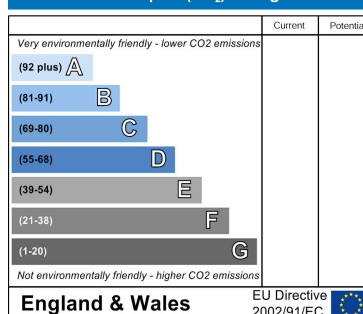 Current Potential
Very environmentally friendly - lower CO2 emissions
(92 plus) A
(81-91) B
(69-80) C
(55-68) D
(39-54) E
(21-38) F
(1-20) G
Not environmentally friendly - higher CO2 emissions
England & Wales
EU Directive
2002/91/EC